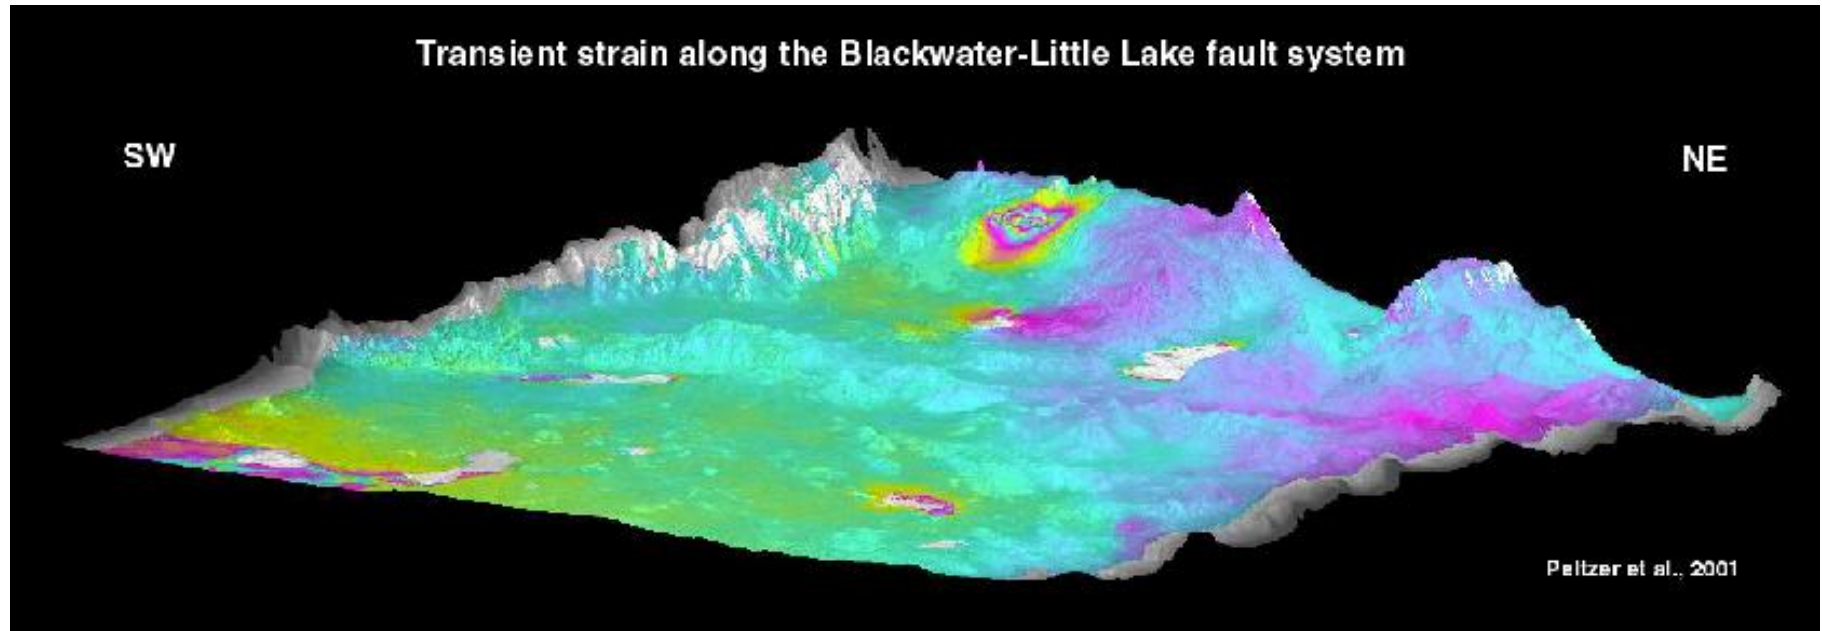 Transient strain along the Blackwater-Little Lake fault system
SW
NE
Peltzer et al., 2001